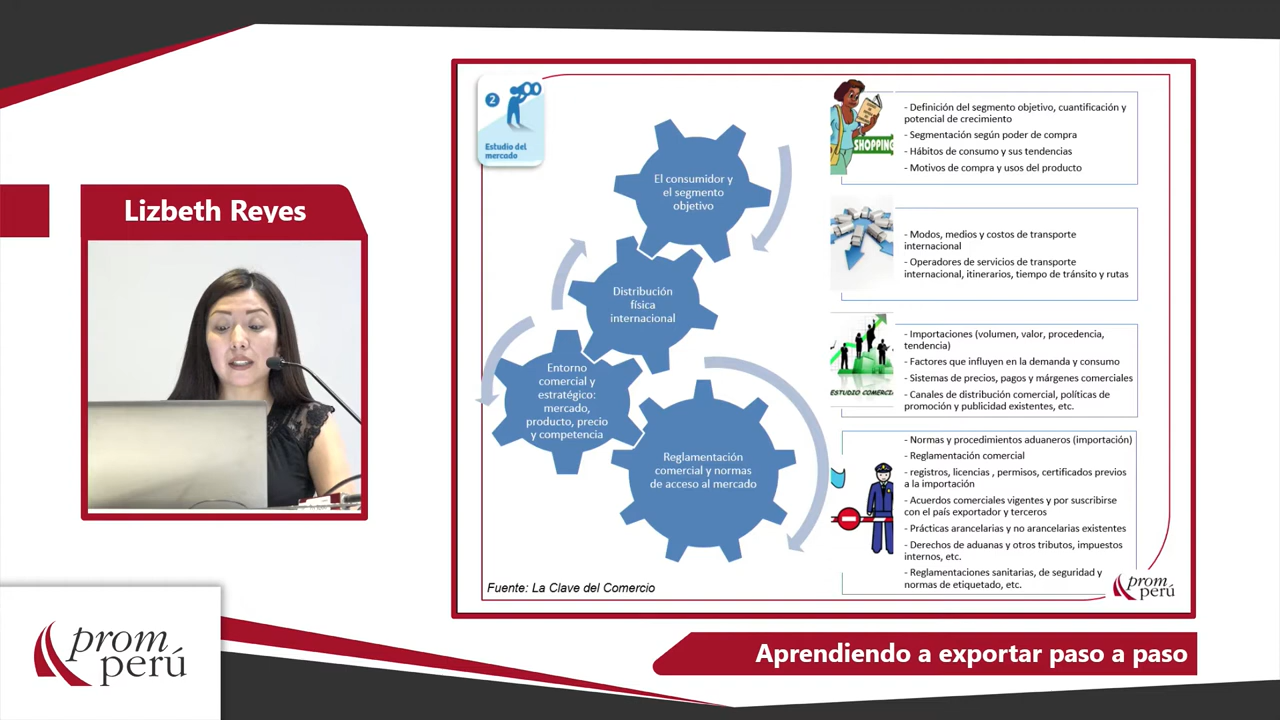 Lizbeth Reyes
2
Estudio del
mercado
El consumidor y
el segmento
objetivo
Distribución
física
internacional
Entorno
comercial y
estratégico:
mercado,
producto, precio
y competencia
Reglamentación
comercial y normas
de acceso al mercado
SHOPPING
- Definición del segmento objetivo, cuantificación y
potencial de crecimiento
- Segmentación según poder de compra
- Hábitos de consumo y sus tendencias
- Motivos de compra y usos del producto
- Modos, medios y costos de transporte
internacional
- Operadores de servicios de transporte
internacional, itinerarios, tiempo de tránsito y rutas
ESTUDIO COMERCI
- Importaciones (volumen, valor, procedencia,
tendencia)
- Factores que influyen en la demanda y consumo
- Sistemas de precios, pagos y márgenes comerciales
- Canales de distribución comercial, políticas de
promoción y publicidad existentes, etc.
- Normas y procedimientos aduaneros (importación)
- Reglamentación comercial
- registros, licencias , permisos, certificados previos
a la importación
- Acuerdos comerciales vigentes y por suscribirse
con el país exportador y terceros
- Prácticas arancelarias y no arancelarias existentes
- Derechos de aduanas y otros tributos, impuestos
internos, etc.
- Reglamentaciones sanitarias, de seguridad y
normas de etiquetado, etc.
Fuente: La Clave del Comercio
prom
perú
Aprendiendo a exportar paso a paso
prom
perú